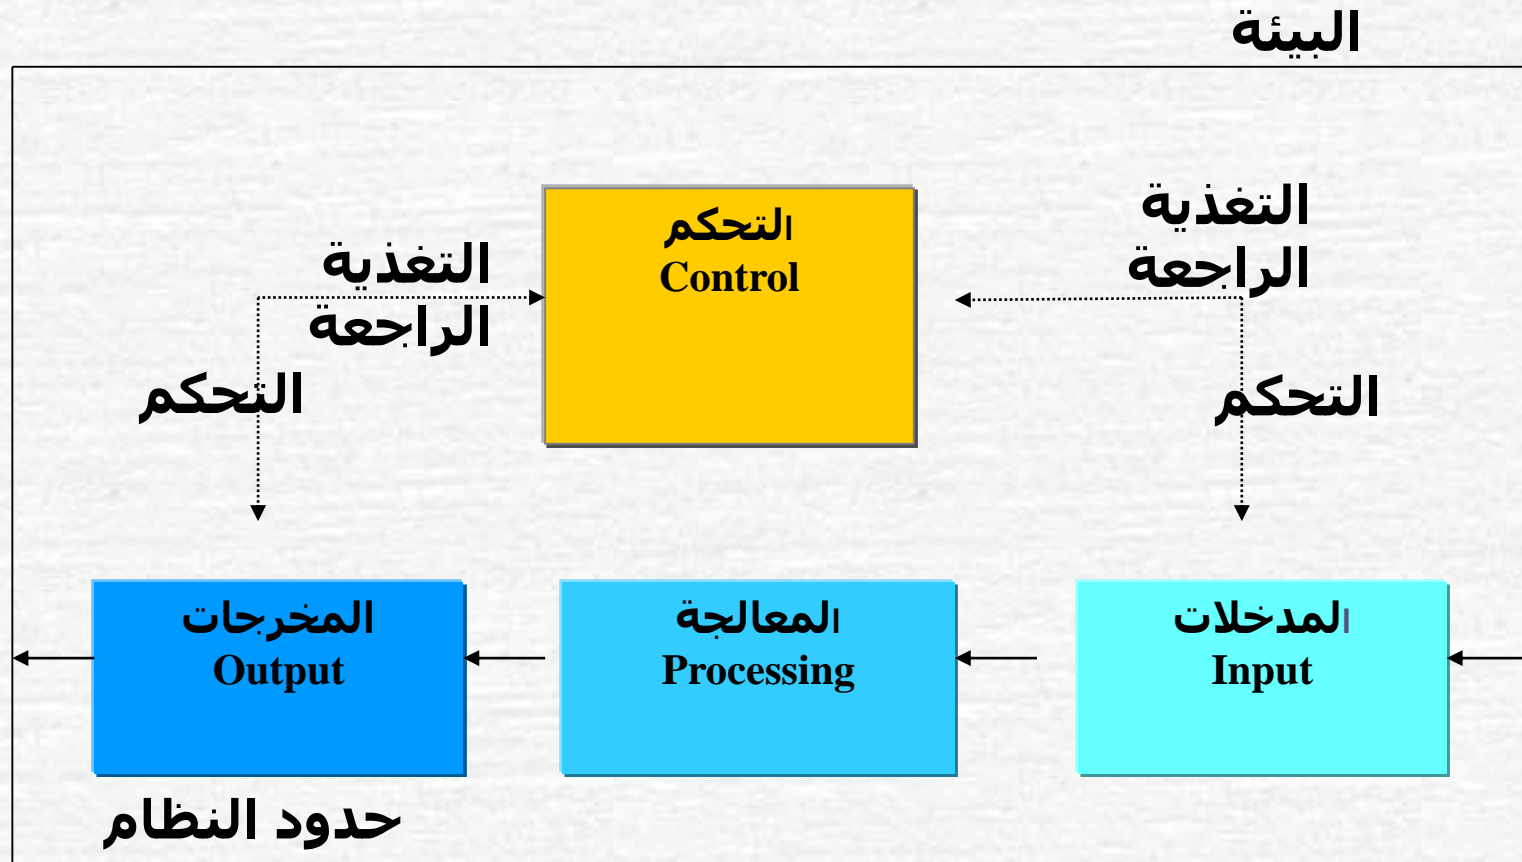 البيئة
التحكم
Control
التغذية
الراجعة
التحكم
التغذية
الراجعة
التحكم
المدخلات
Input
المعالجة
Processing
المخرجات
Output
حدود النظام